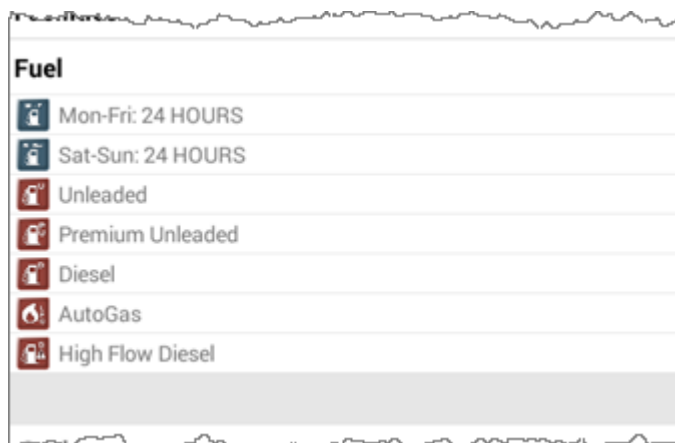 Fuel
Mon-Fri: 24 HOURS
Sat-Sun: 24 HOURS
Unleaded
Premium Unleaded
Diesel
AutoGas
High Flow Diesel